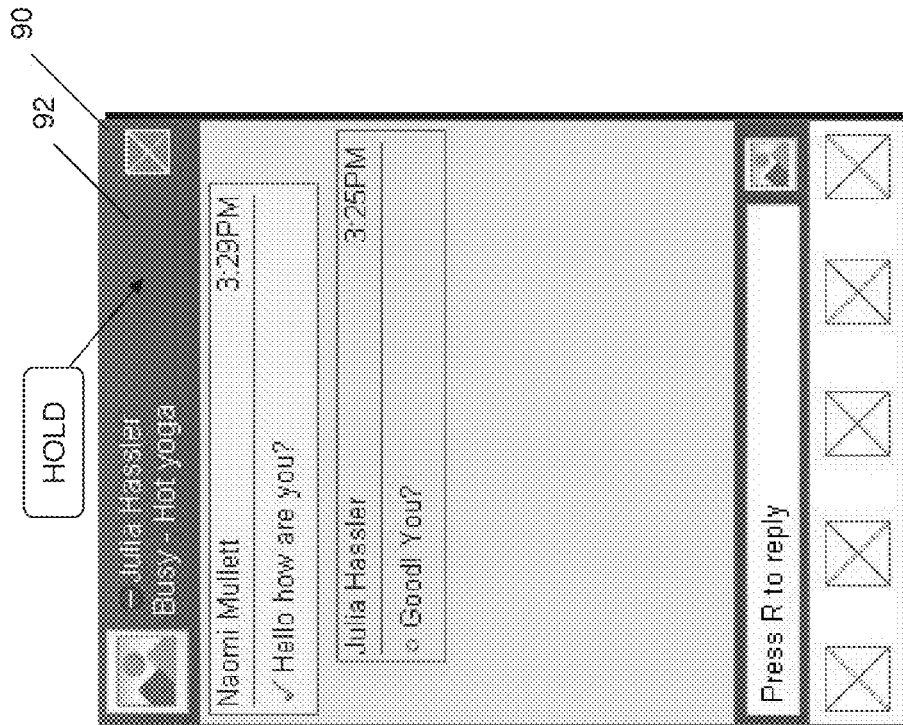 90
92
HOLD
– Julia Hassler
Busy - Hot yoga
Naomi Mullett 3:29PM
✓ Hello how are you?
Julia Hassler 3:25PM
○ Good! You?
Press R to reply